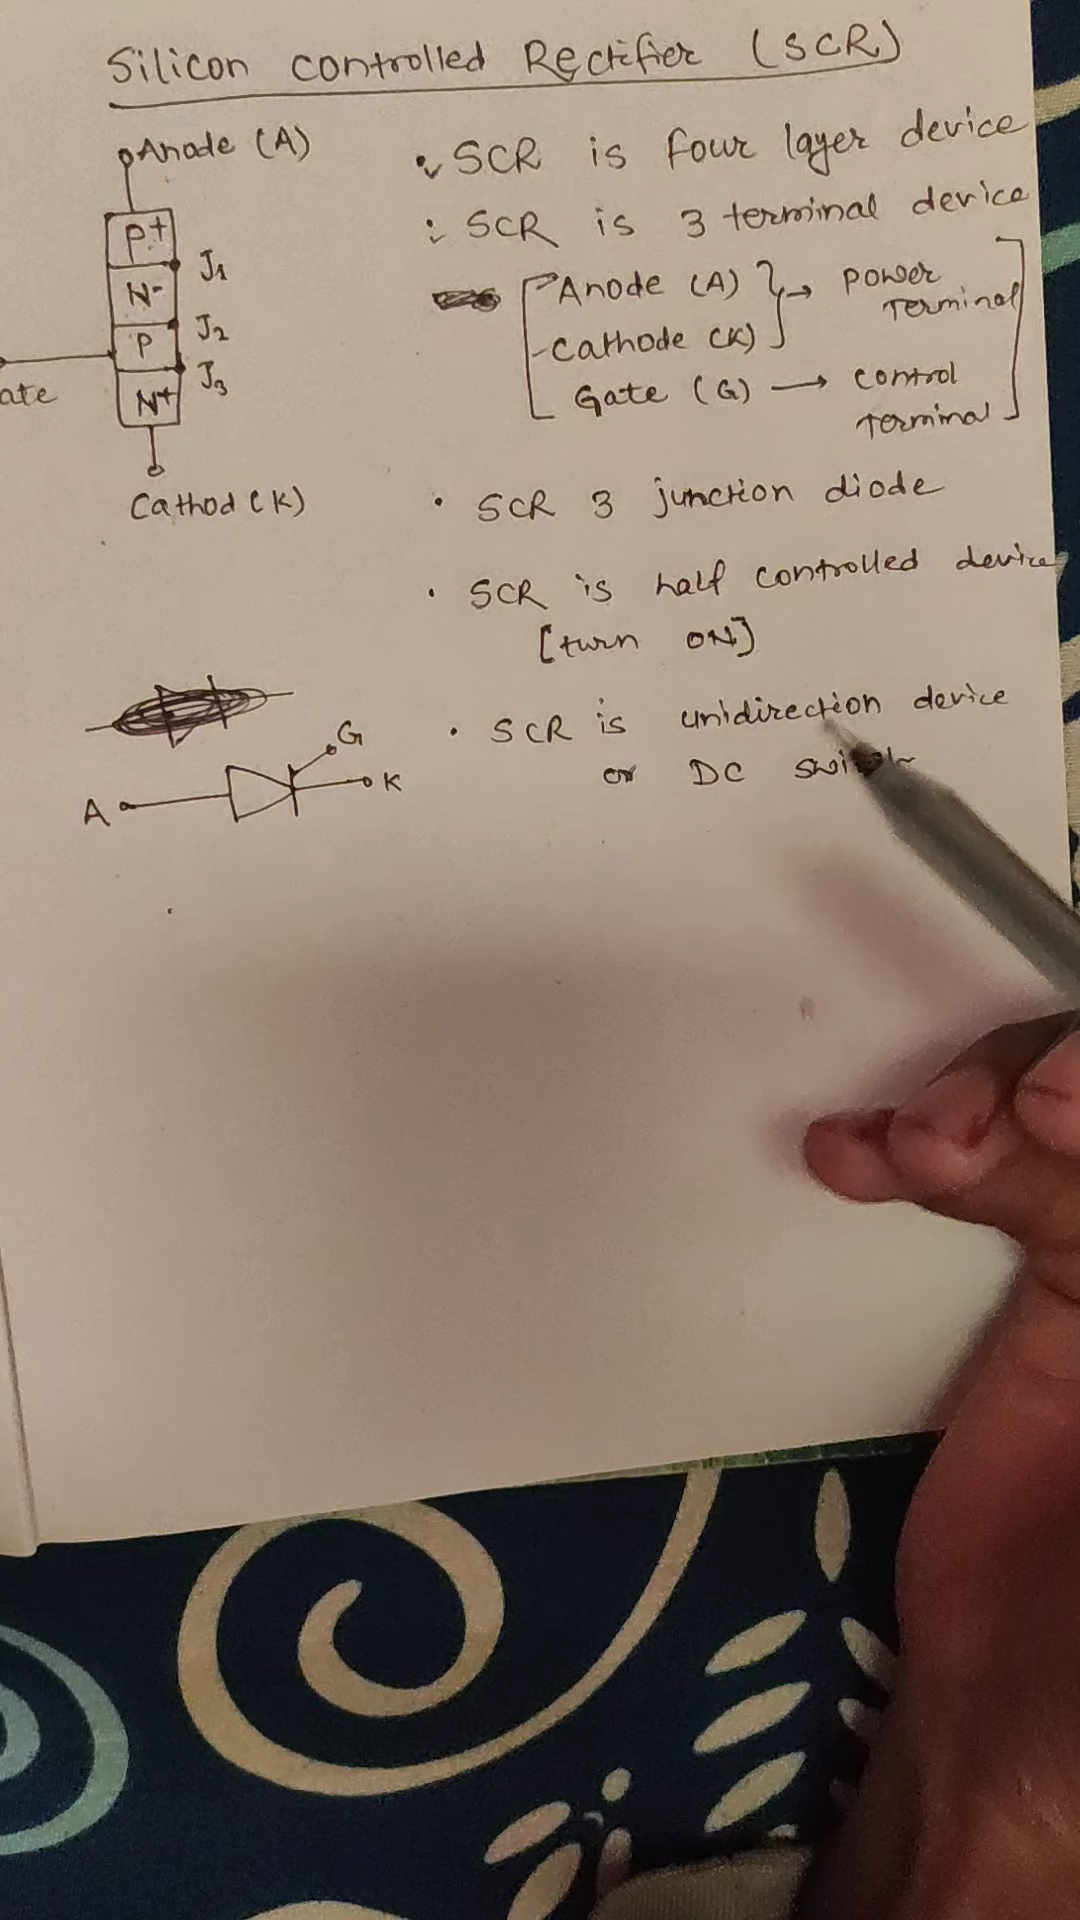 Silicon controlled Rectifier (SCR)
Anode (A)
P+
J1
N-
J2
P
J3
N+
ate
Cathod (K)
SCR is four layer device
SCR is 3 terminal device
Anode (A)
Cathode (K)
→ power terminal
Gate (G) → control terminal
• SCR 3 junction diode
• SCR is half controlled device
[turn ON]
• SCR is unidirection device
or DC switch
G
A
K